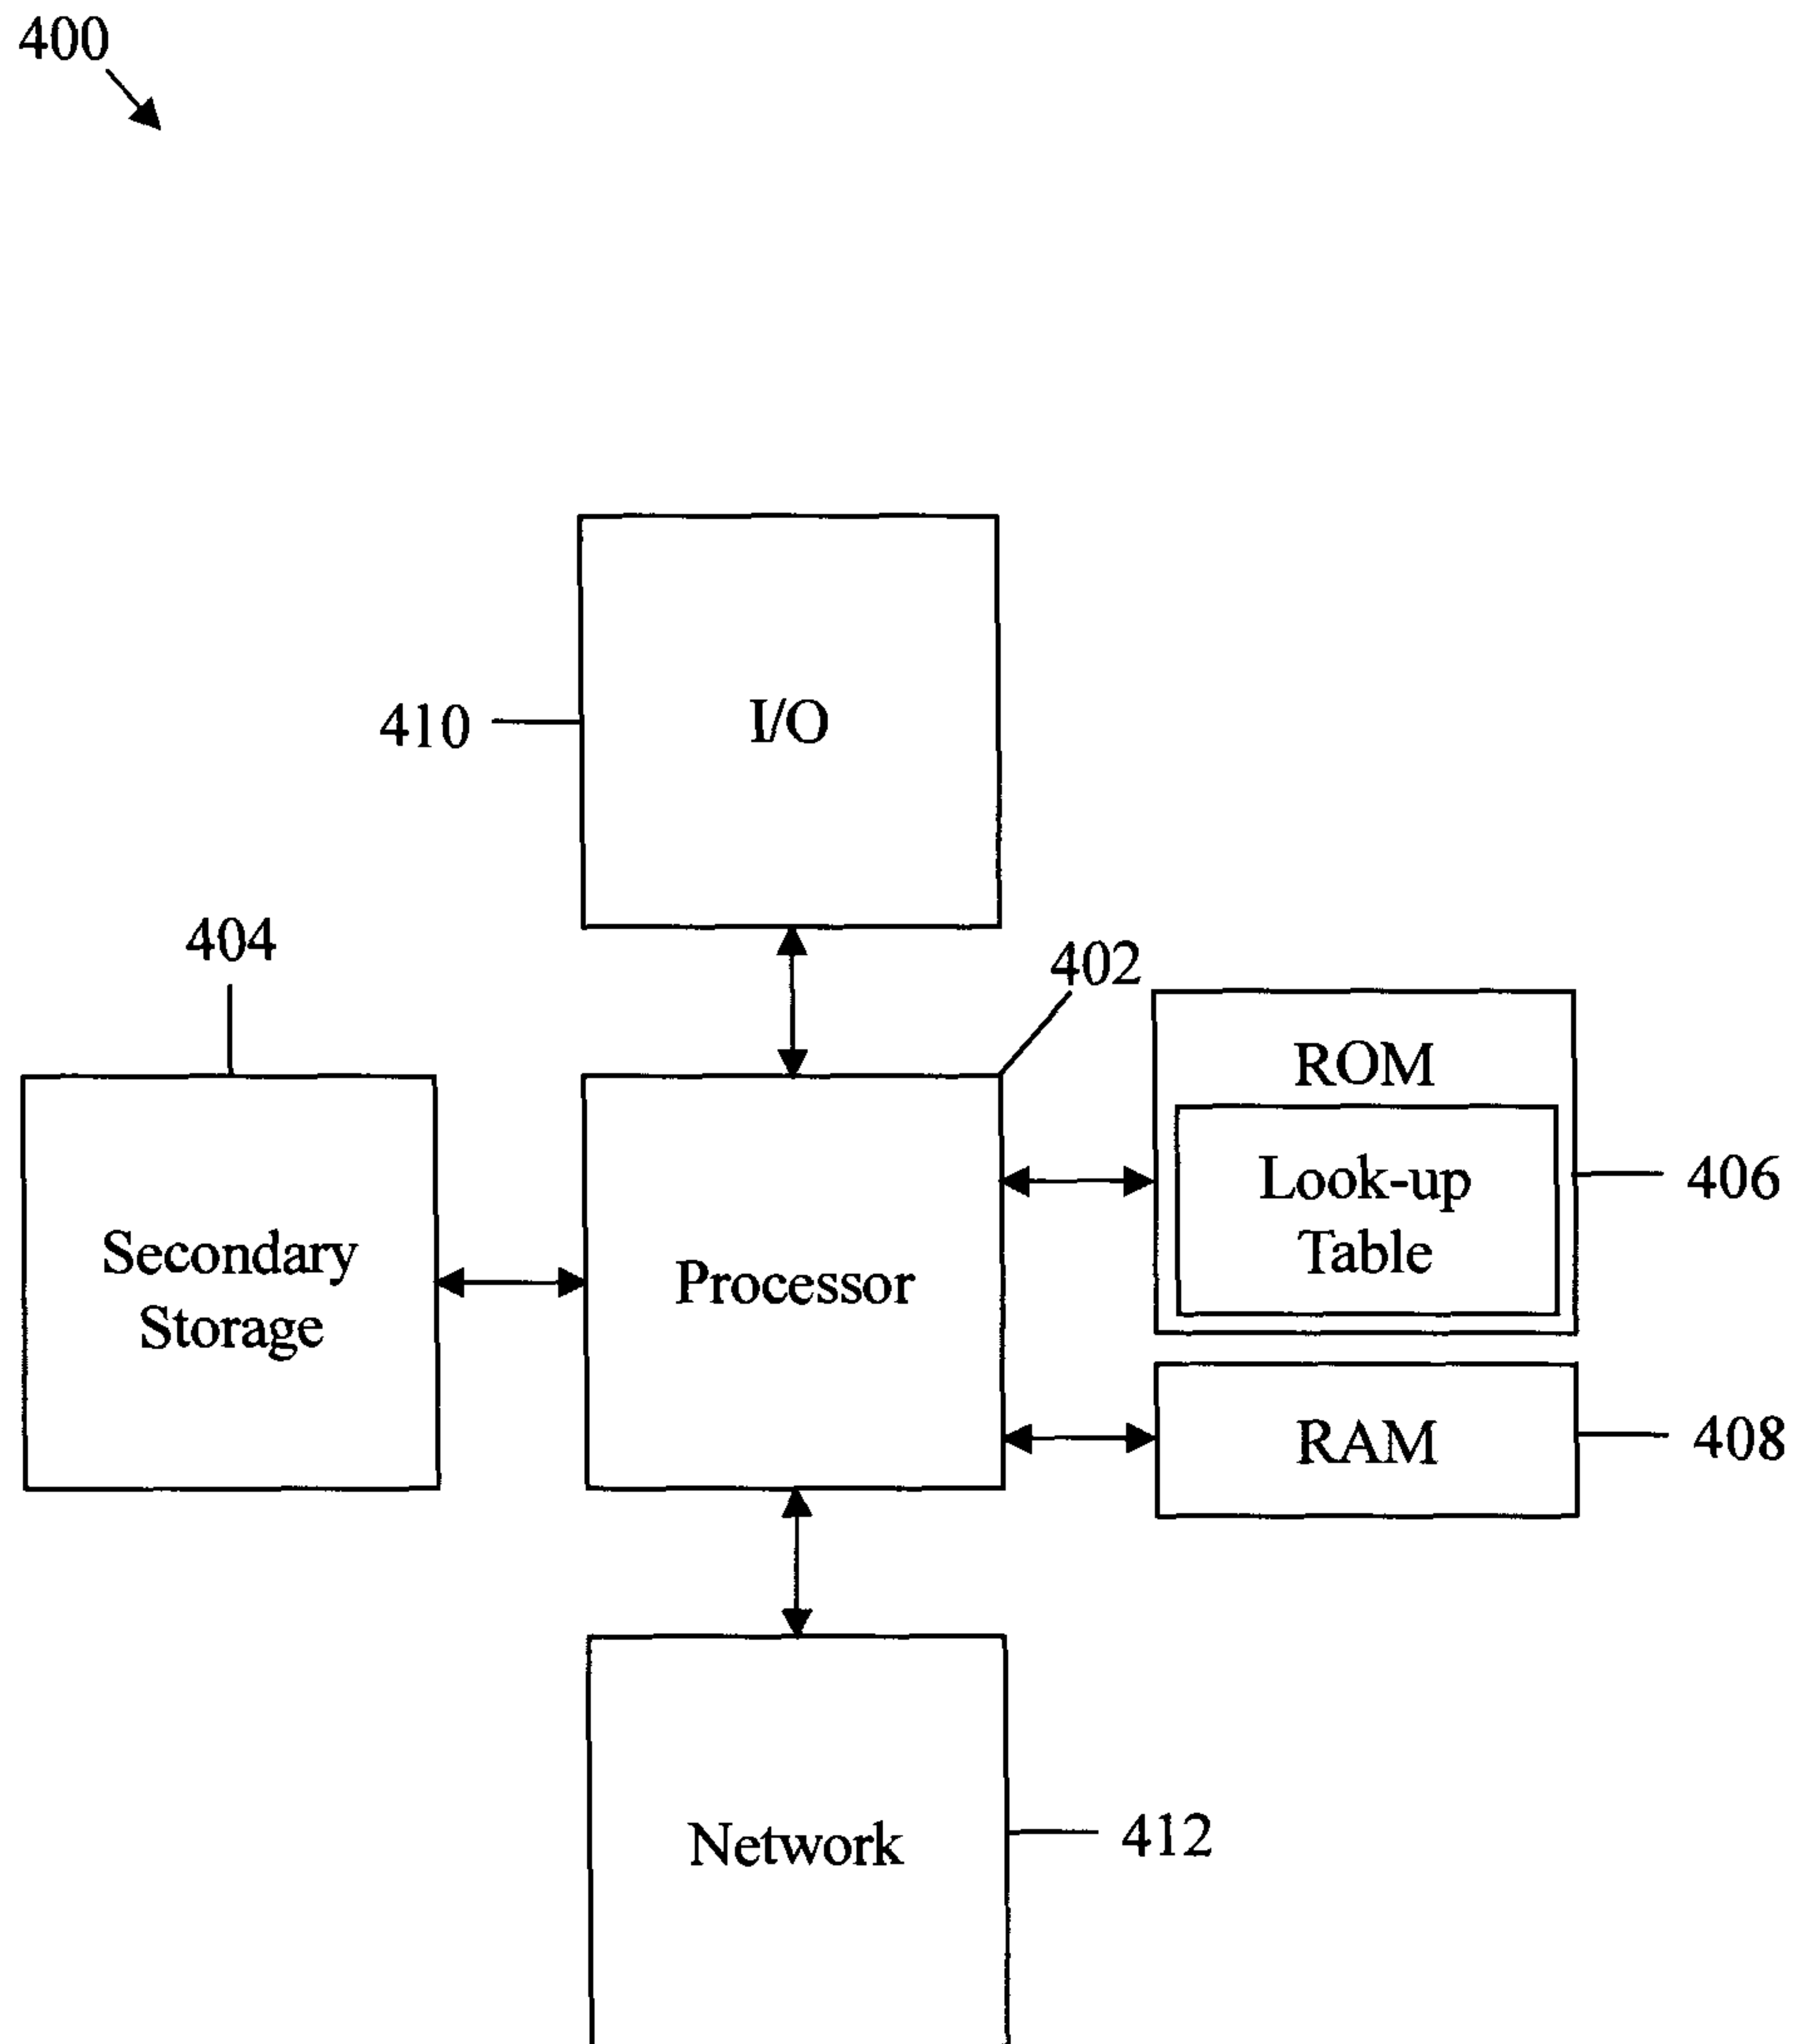 400
I/O
410
404
402
ROM
Look-up
Table
406
Secondary
Storage
Processor
RAM
408
Network
412